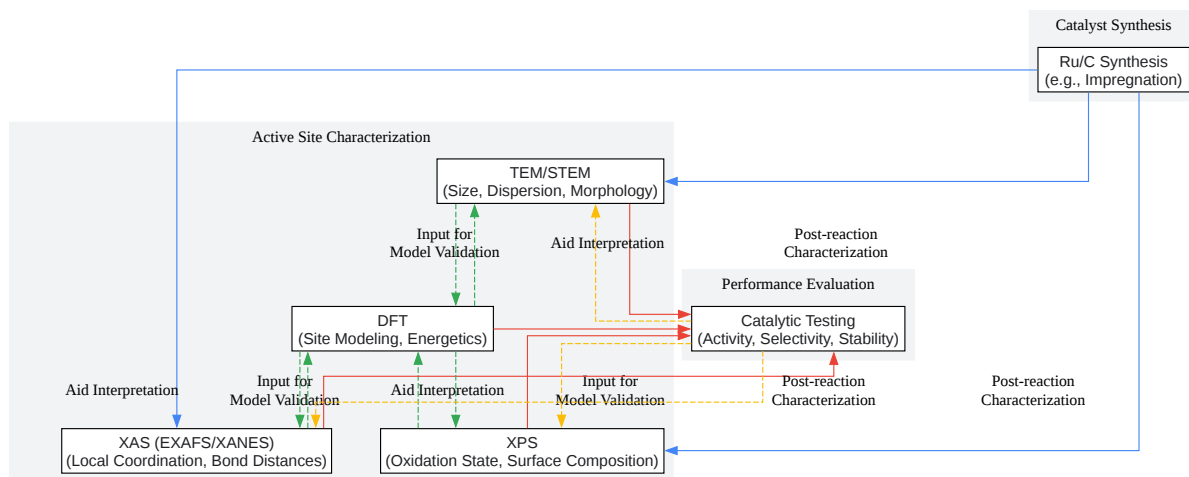 Catalyst Synthesis
Ru/C Synthesis
(e.g., Impregnation)
Active Site Characterization
TEM/STEM
(Size, Dispersion, Morphology)
Input for
Model Validation
Aid Interpretation
Post-reaction
Characterization
Performance Evaluation
DFT
(Site Modeling, Energetics)
Catalytic Testing
(Activity, Selectivity, Stability)
Aid Interpretation
Input for
Model Validation
Aid Interpretation
Input for
Model Validation
Post-reaction
Characterization
Post-reaction
Characterization
XAS (EXAFS/XANES)
(Local Coordination, Bond Distances)
XPS
(Oxidation State, Surface Composition)